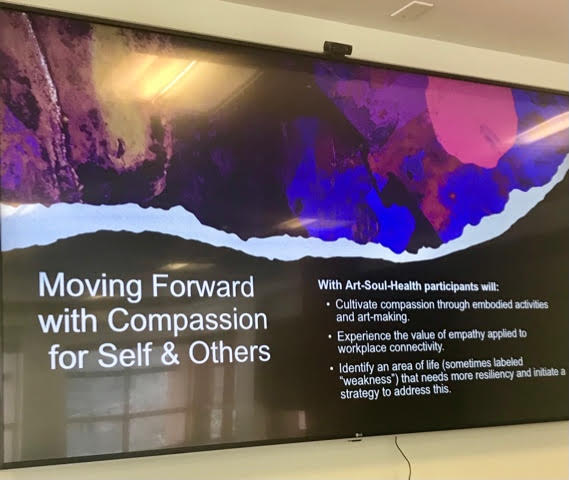 Moving Forward
with Compassion
for Self & Others
With Art-Soul-Health participants will:
• Cultivate compassion through embodied activities
and art-making.
• Experience the value of empathy applied to
workplace connectivity.
• Identify an area of life (sometimes labeled
"weakness") that needs more resiliency and initiate a
strategy to address this.
LG